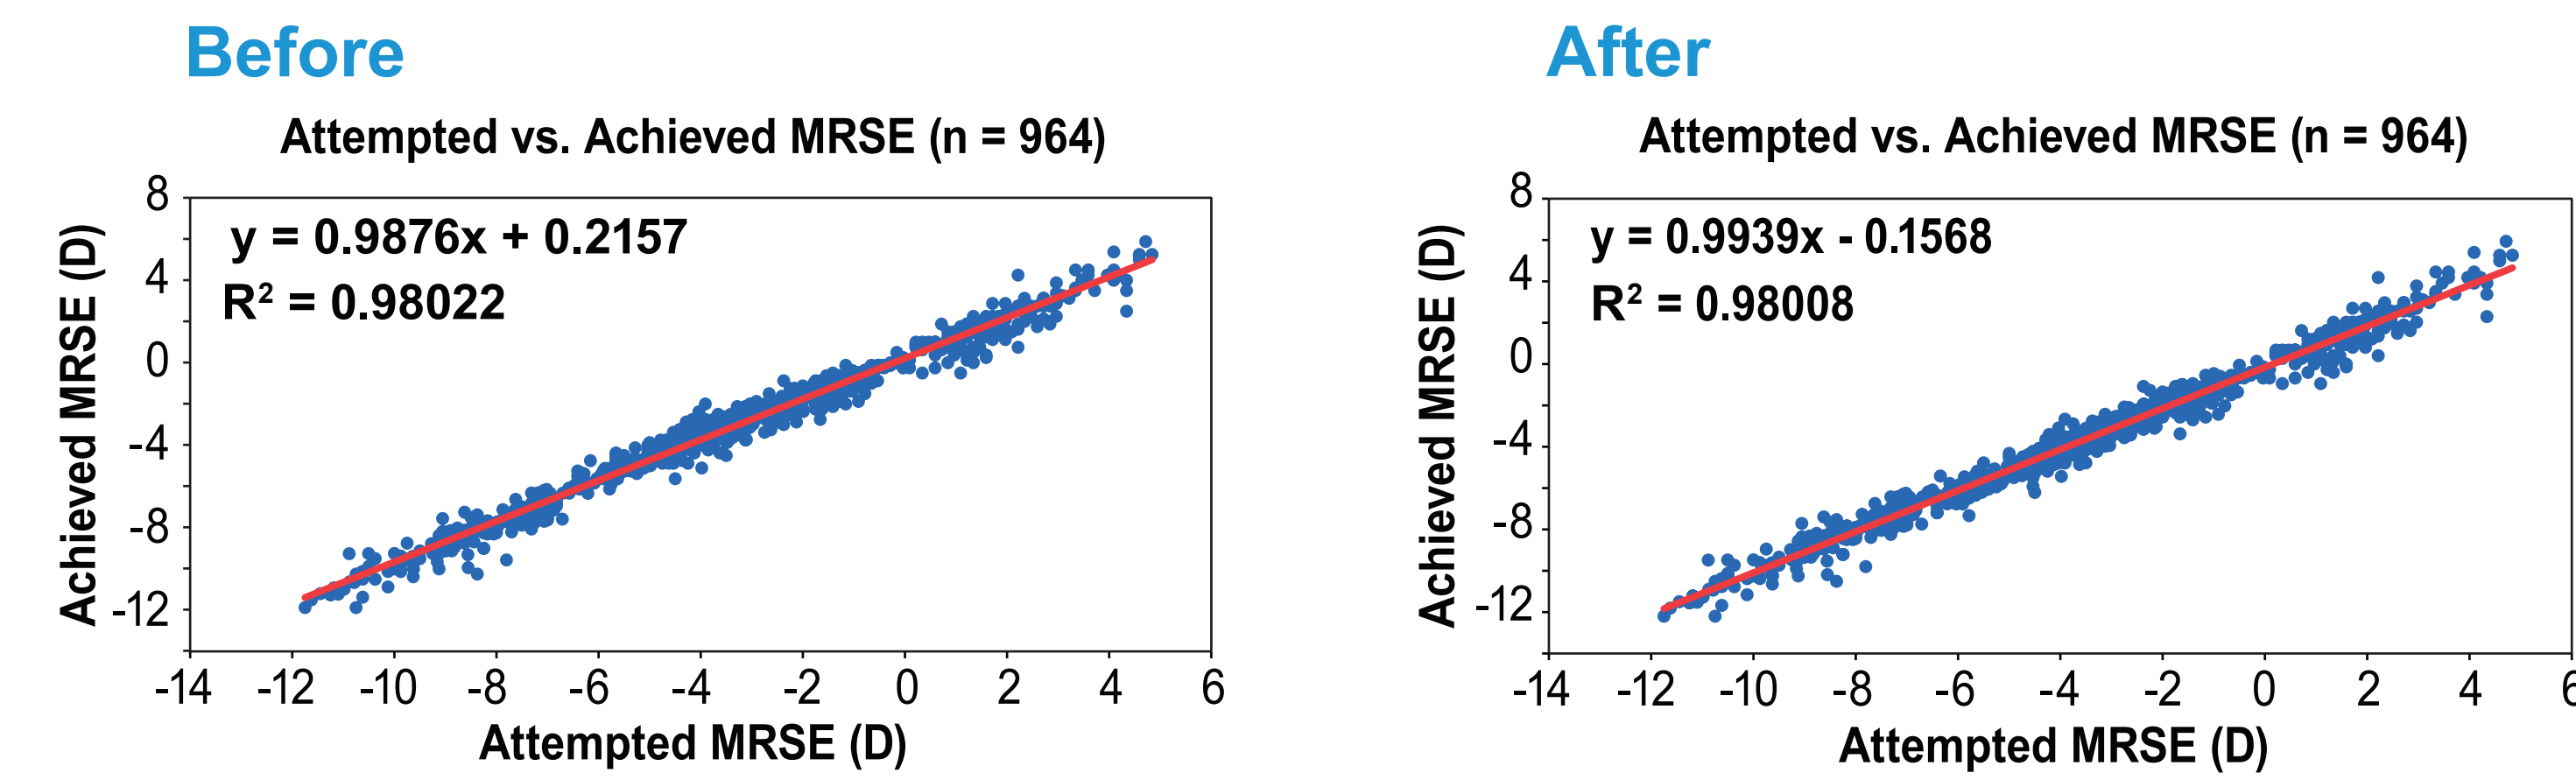 Before
Attempted vs. Achieved MRSE (n = 964)
y = 0.9876x + 0.2157
R² = 0.98022
Achieved MRSE (D)
8
4
0
-4
-8
-12
-14 -12 -10 -8 -6 -4 -2 0 2 4 6
Attempted MRSE (D)
After
Attempted vs. Achieved MRSE (n = 964)
y = 0.9939x - 0.1568
R² = 0.98008
Achieved MRSE (D)
8
4
0
-4
-8
-12
-14 -12 -10 -8 -6 -4 -2 0 2 4 6
Attempted MRSE (D)